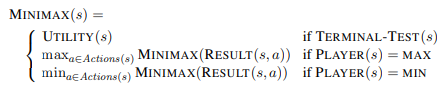 MINIMAX(s) =
UTILITY(s) if TERMINAL-TEST(s)
max_{a∈Actions(s)} MINIMAX(RESULT(s, a)) if PLAYER(s) = MAX
min_{a∈Actions(s)} MINIMAX(RESULT(s, a)) if PLAYER(s) = MIN